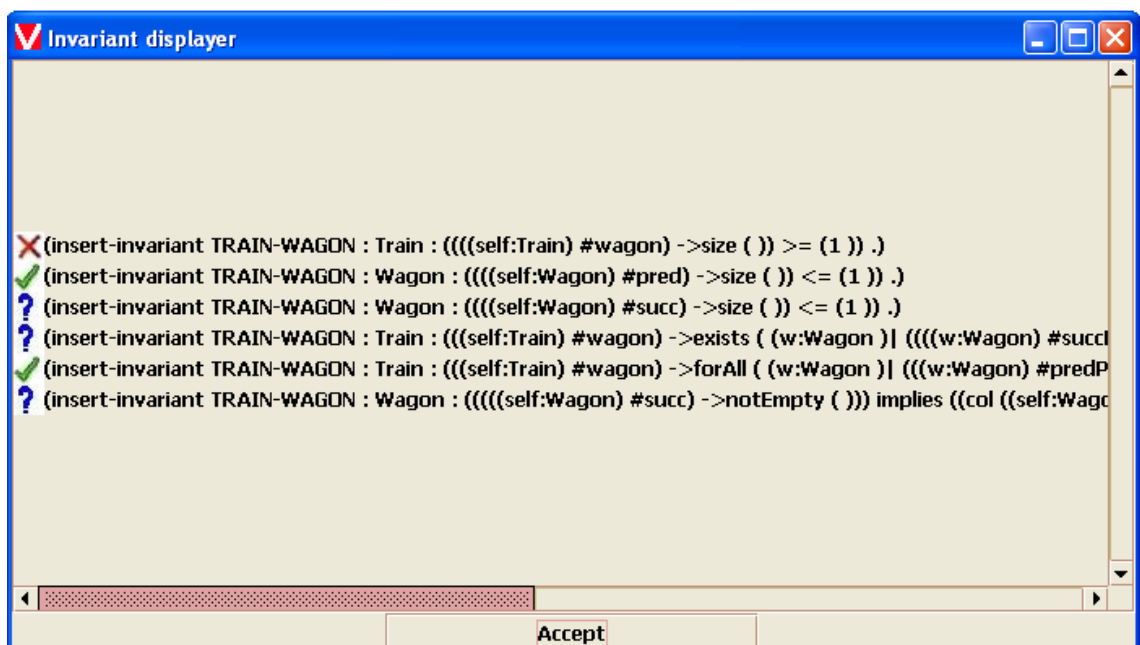 Invariant displayer
(insert-invariant TRAIN-WAGON : Train : ((((self:Train) #wagon) ->size ( )) >= (1 )) .)
(insert-invariant TRAIN-WAGON : Wagon : ((((self:Wagon) #pred) ->size ( )) <= (1 )) .)
(insert-invariant TRAIN-WAGON : Wagon : ((((self:Wagon) #succ) ->size ( )) <= (1 )) .)
(insert-invariant TRAIN-WAGON : Train : (((self:Train) #wagon) ->exists ( (w:Wagon )| ((((w:Wagon) #succ
(insert-invariant TRAIN-WAGON : Train : (((self:Train) #wagon) ->forAll ( (w:Wagon )| (((w:Wagon) #predP
(insert-invariant TRAIN-WAGON : Wagon : (((((self:Wagon) #succ) ->notEmpty ( ))) implies ((col ((self:Wag
Accept